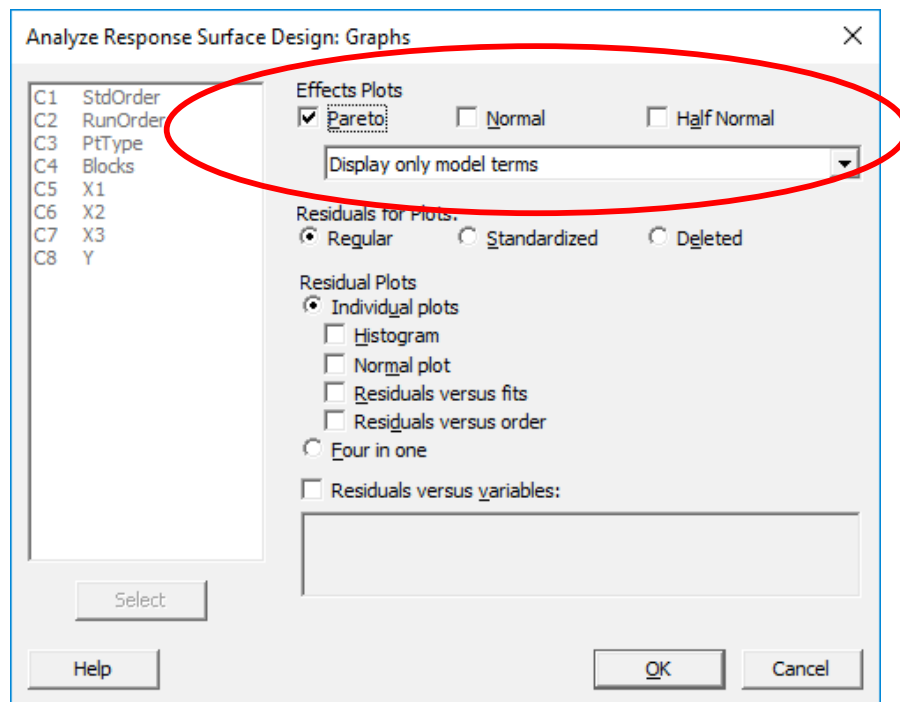 Analyze Response Surface Design: Graphs
C1 StdOrder
C2 RunOrder
C3 PtType
C4 Blocks
C5 X1
C6 X2
C7 X3
C8 Y
Select
Effects Plots
Pareto Normal Half Normal
Display only model terms
Residuals for Plots:
Regular Standardized Deleted
Residual Plots
Individual plots
Histogram
Normal plot
Residuals versus fits
Residuals versus order
Four in one
Residuals versus variables:
Help OK Cancel